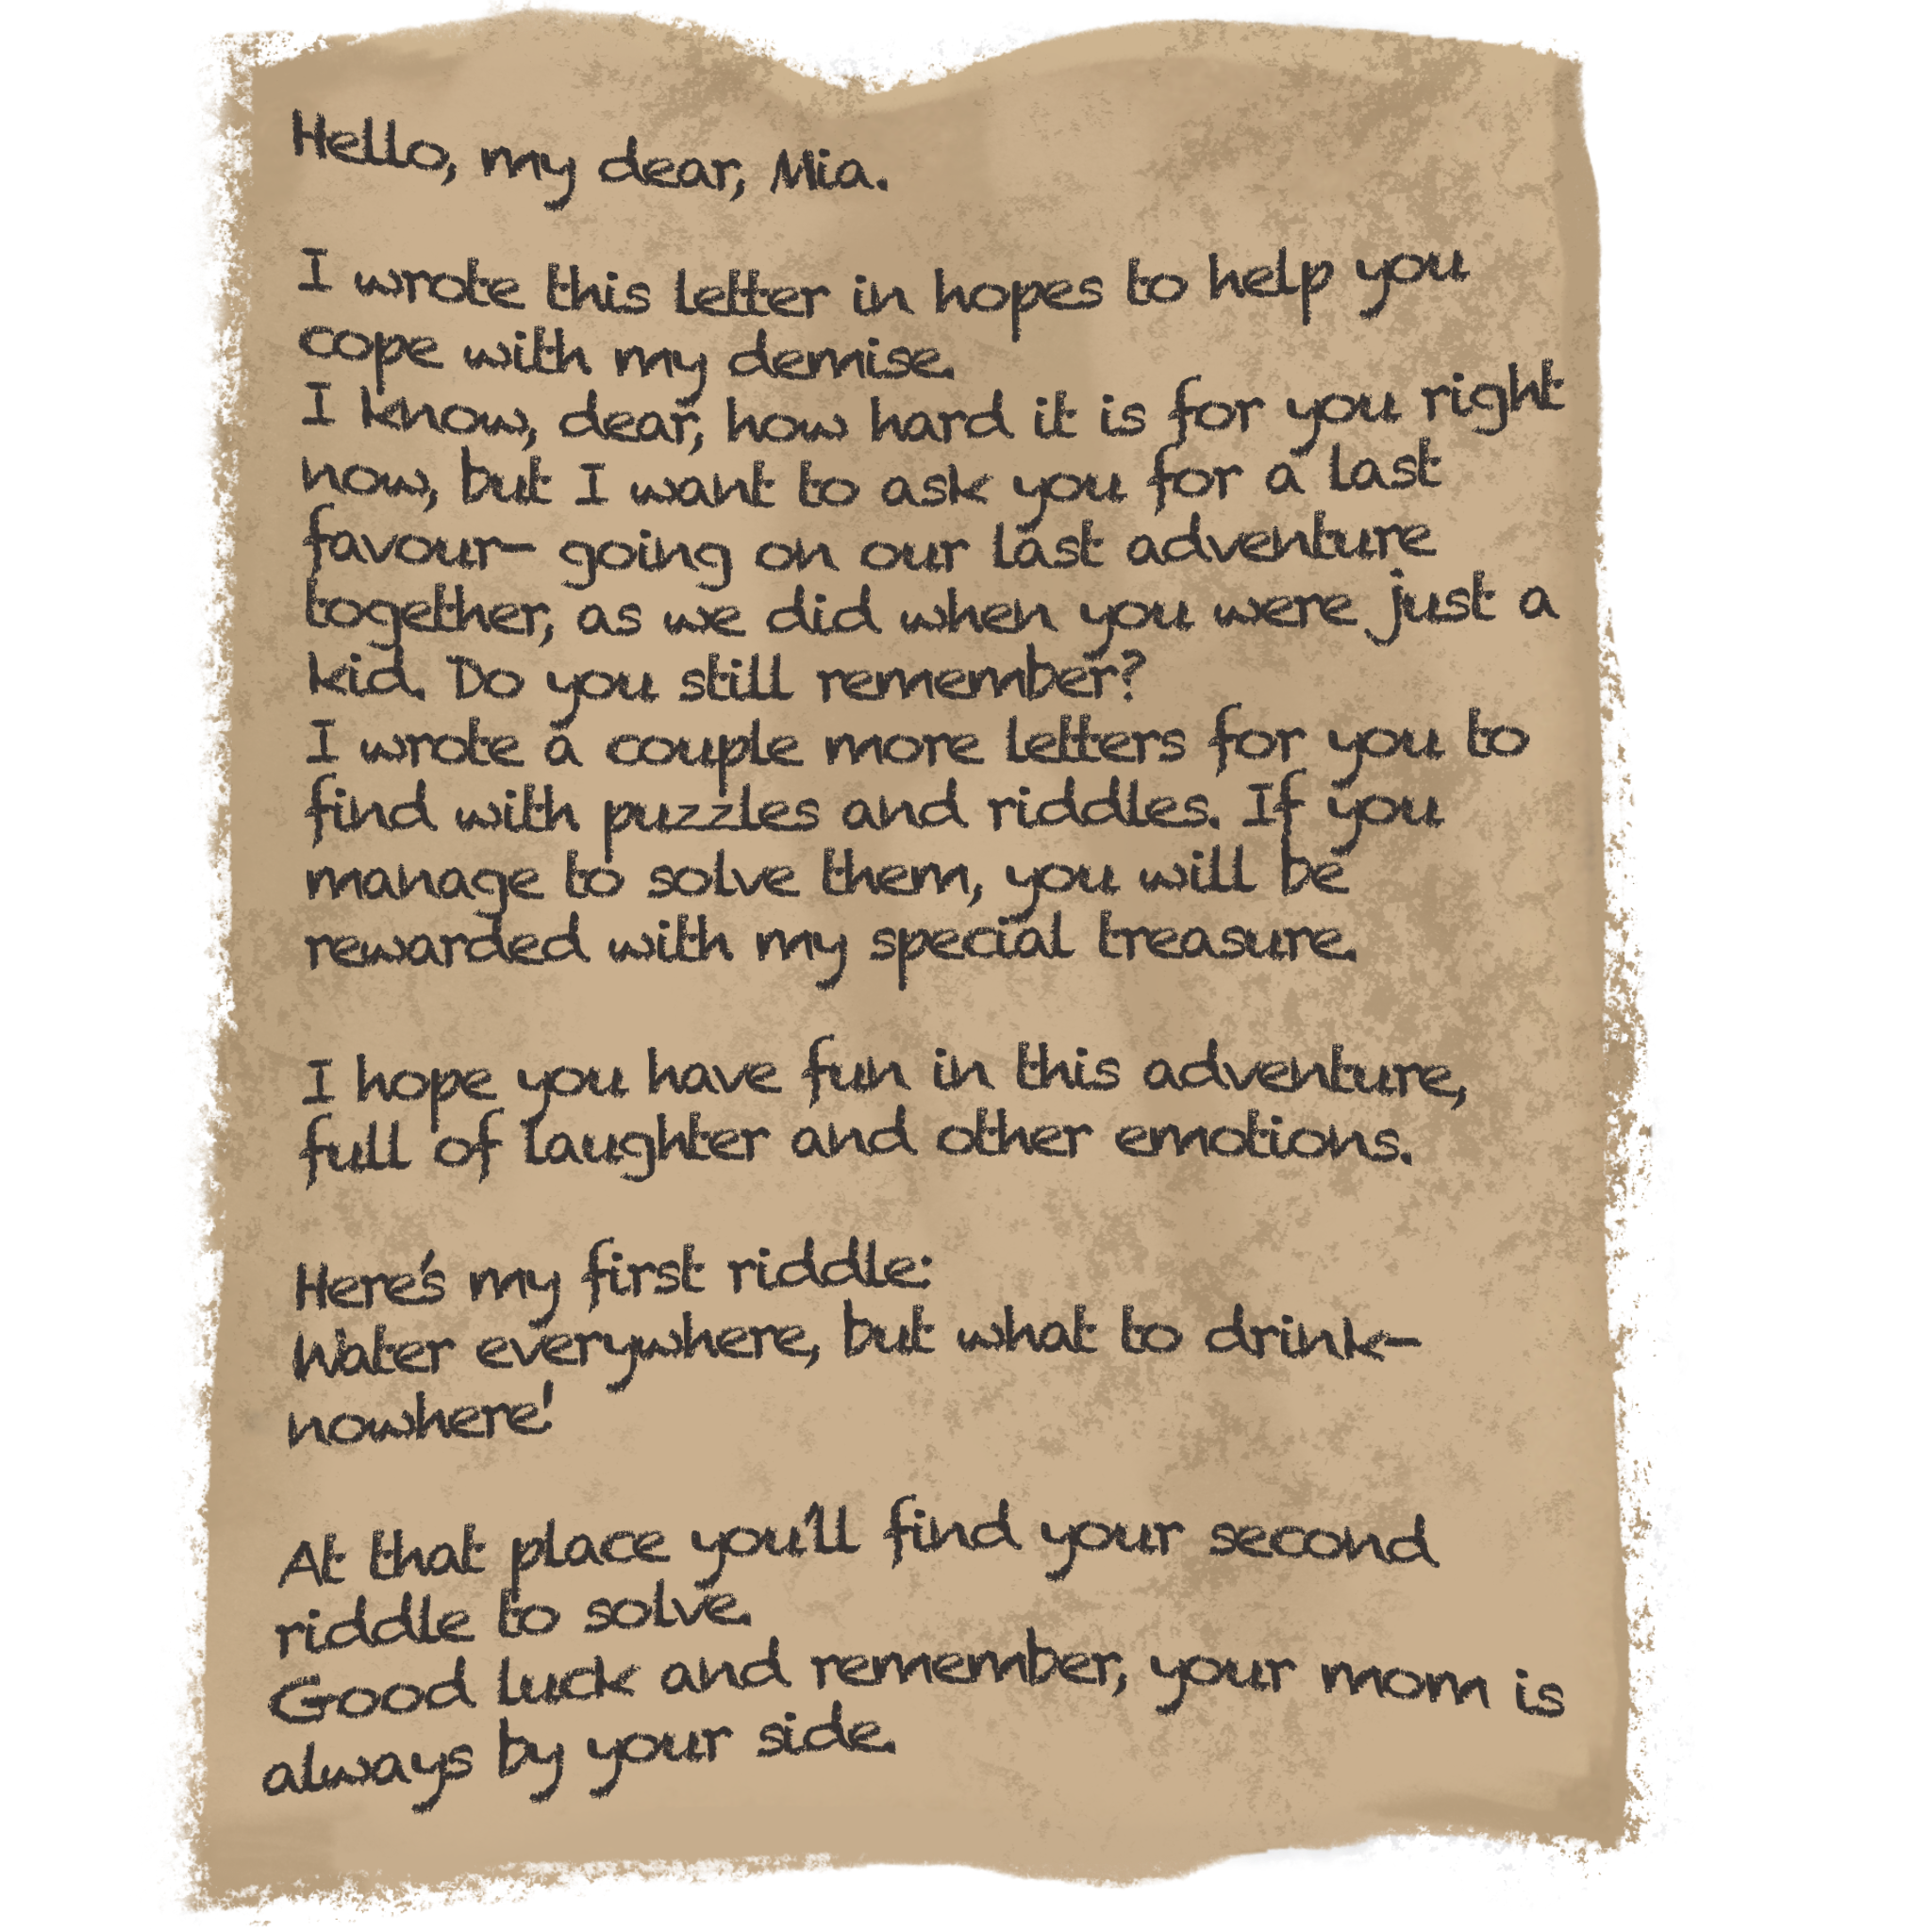 Hello, my dear, Mia.
I wrote this letter in hopes to help you
cope with my demise.
I know, dear, how hard it is for you right
now, but I want to ask you for a last
favour- going on our last adventure
together, as we did when you were just a
kid. Do you still remember?
I wrote a couple more letters for you to
find with puzzles and riddles. If you
manage to solve them, you will be
rewarded with my special treasure.
I hope you have fun in this adventure,
full of laughter and other emotions.
Here's my first riddle:
Water everywhere, but what to drink-
nowhere!
At that place you'll find your second
riddle to solve.
Good luck and remember, your mom is
always by your side.